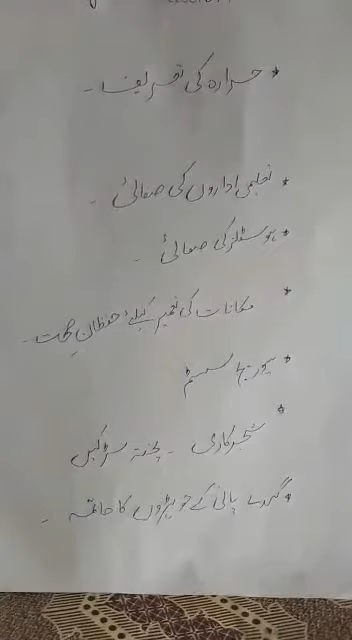 * حرارہ کی تعریف۔
* تعلیمی اداروں کی صفائی۔
* ہوسٹلز کی صفائی۔
* مکانات کی تعمیر کیلئے حفظان صحت۔
* سیوریج سسٹم
* شجرکاری ۔ پختہ سڑکیں
* گندے پانی کے جوہڑوں کا خاتمہ ۔